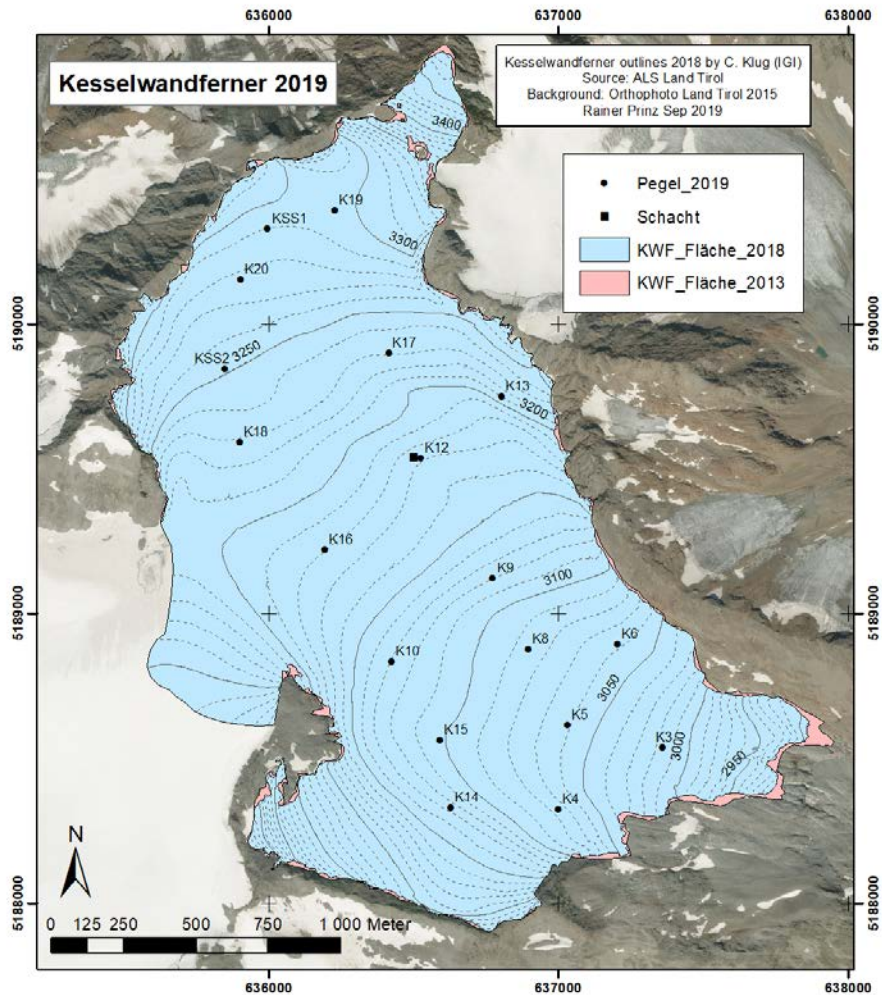 636000 637000 638000
Kesselwandferner 2019
Kesselwandferner outlines 2018 by C. Klug (IGI)
Source: ALS Land Tirol
Background: Orthophoto Land Tirol 2015
Rainer Prinz Sep 2019
Pegel_2019
Schacht
KWF_Fläche_2018
KWF_Fläche_2013
3400
K19
KSS1
3300
K20
5190000 5190000
3250
K17
KSS2
K13
3200
K18
K12
K16
K9
3100
5189000 5189000
K6
K8
K10
3050
K5
K15
K3
3000
2950
K14
K4
N
5188000 5188000
0 125 250 500 750 1 000 Meter
636000 637000 638000